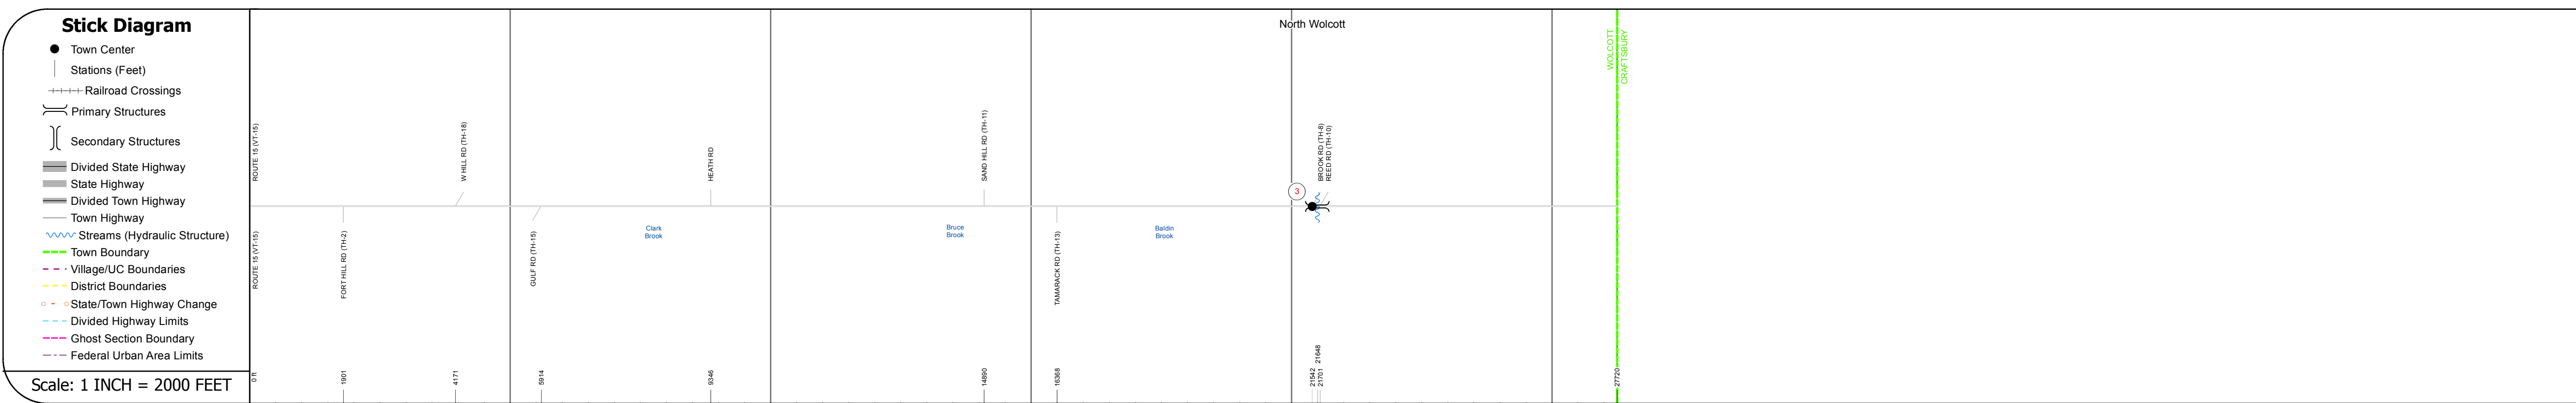 Stick Diagram
Town Center
Stations (Feet)
Railroad Crossings
Primary Structures
Secondary Structures
Divided State Highway
State Highway
Divided Town Highway
Town Highway
Streams (Hydraulic Structure)
Town Boundary
Village/UC Boundaries
District Boundaries
State/Town Highway Change
Divided Highway Limits
Ghost Section Boundary
Federal Urban Area Limits
Scale: 1 INCH = 2000 FEET
North Wolcott
WOLCOTT
CRAFTSBURY
ROUTE 15 (VT-15)
W HILL RD (TH-18)
HEATH RD
SAND HILL RD (TH-11)
BROOK RD (TH-8)
REED RD (TH-10)
3
ROUTE 15 (VT-15)
FORT HILL RD (TH-2)
GULF RD (TH-15)
Clark
Brook
Bruce
Brook
TAMARACK RD (TH-13)
Baldin
Brook
0 ft
1901
4171
5914
9346
14890
16368
21542
21648
21701
27720